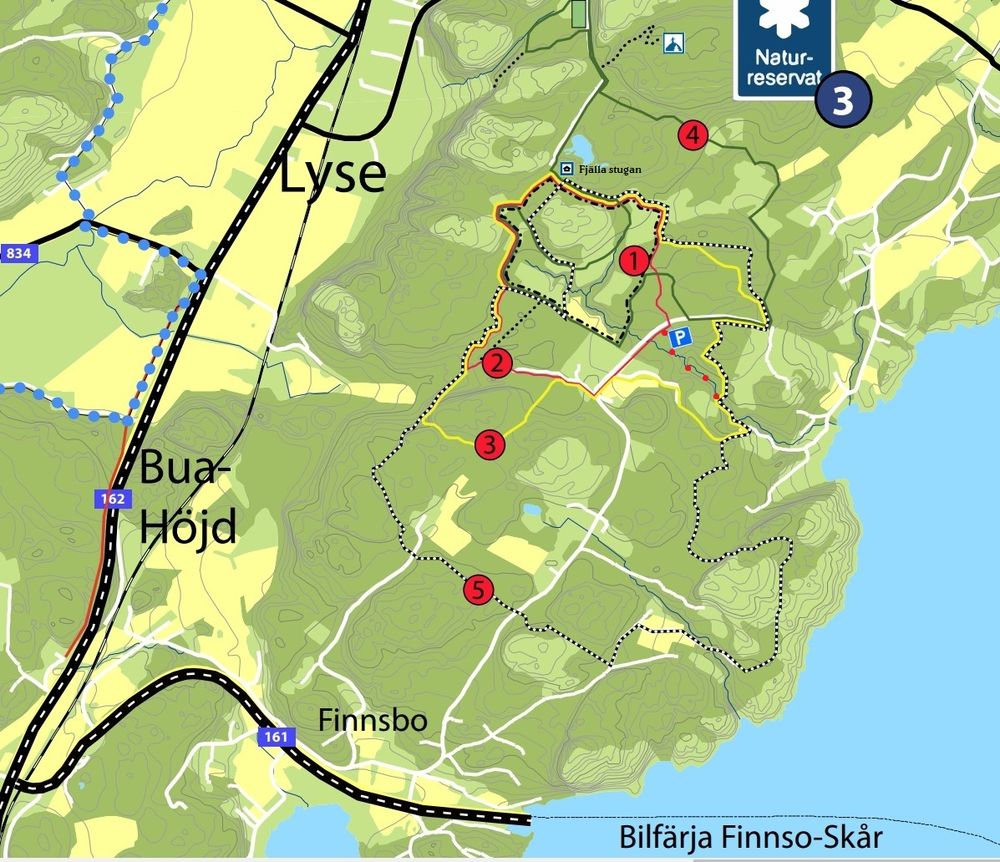 Natur-
reservat
3
4
Lyse
Fjälla stugan
834
1
P
2
3
Bua-
Höjd
162
5
Finnsbo
161
Bilfärja Finnso-Skår